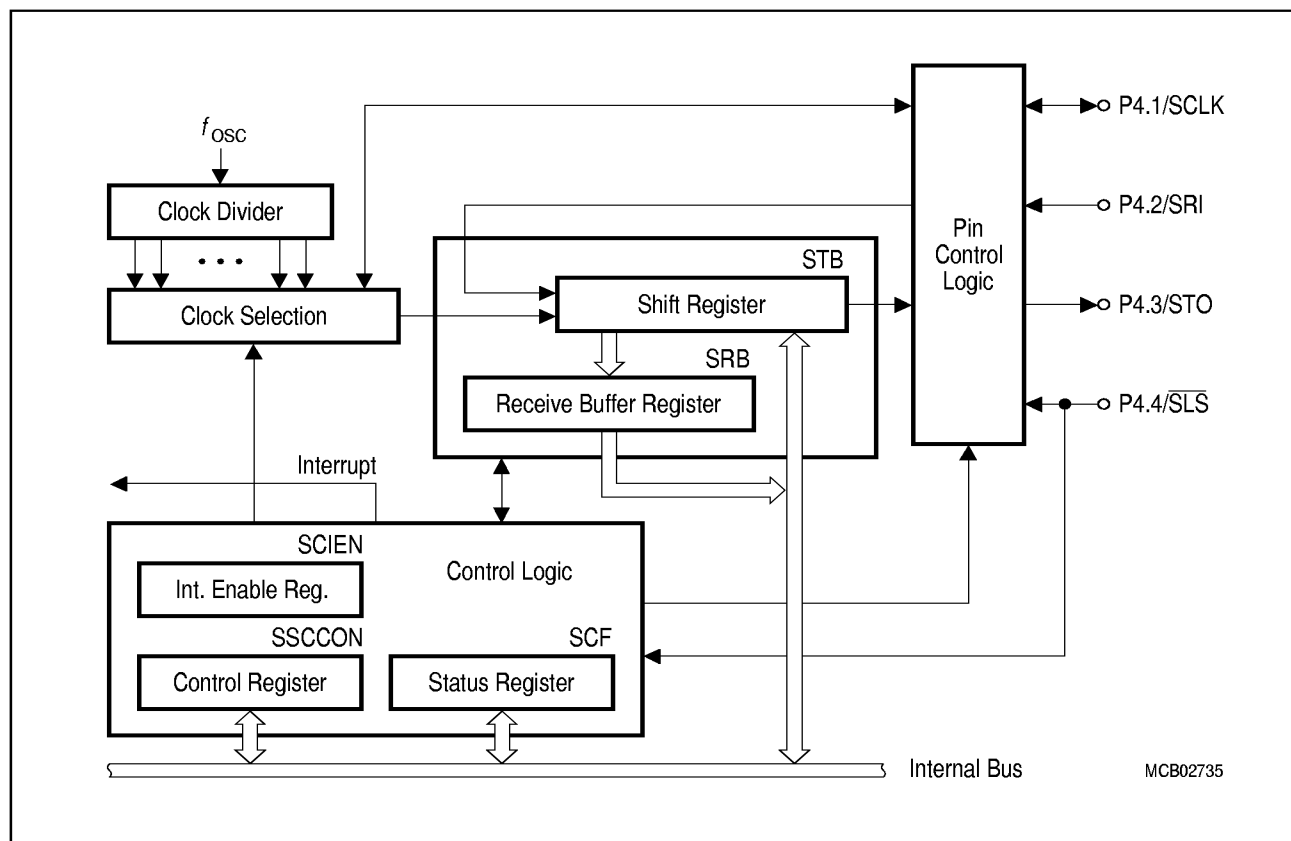 P4.1/SCLK
fOSC
Clock Divider
P4.2/SRI
Pin
Control
Logic
• • •
STB
Shift Register
P4.3/STO
Clock Selection
SRB
Receive Buffer Register
P4.4/S̅L̅S̅
Interrupt
SCIEN
Control Logic
Int. Enable Reg.
SSCCON
SCF
Control Register
Status Register
Internal Bus
MCB02735